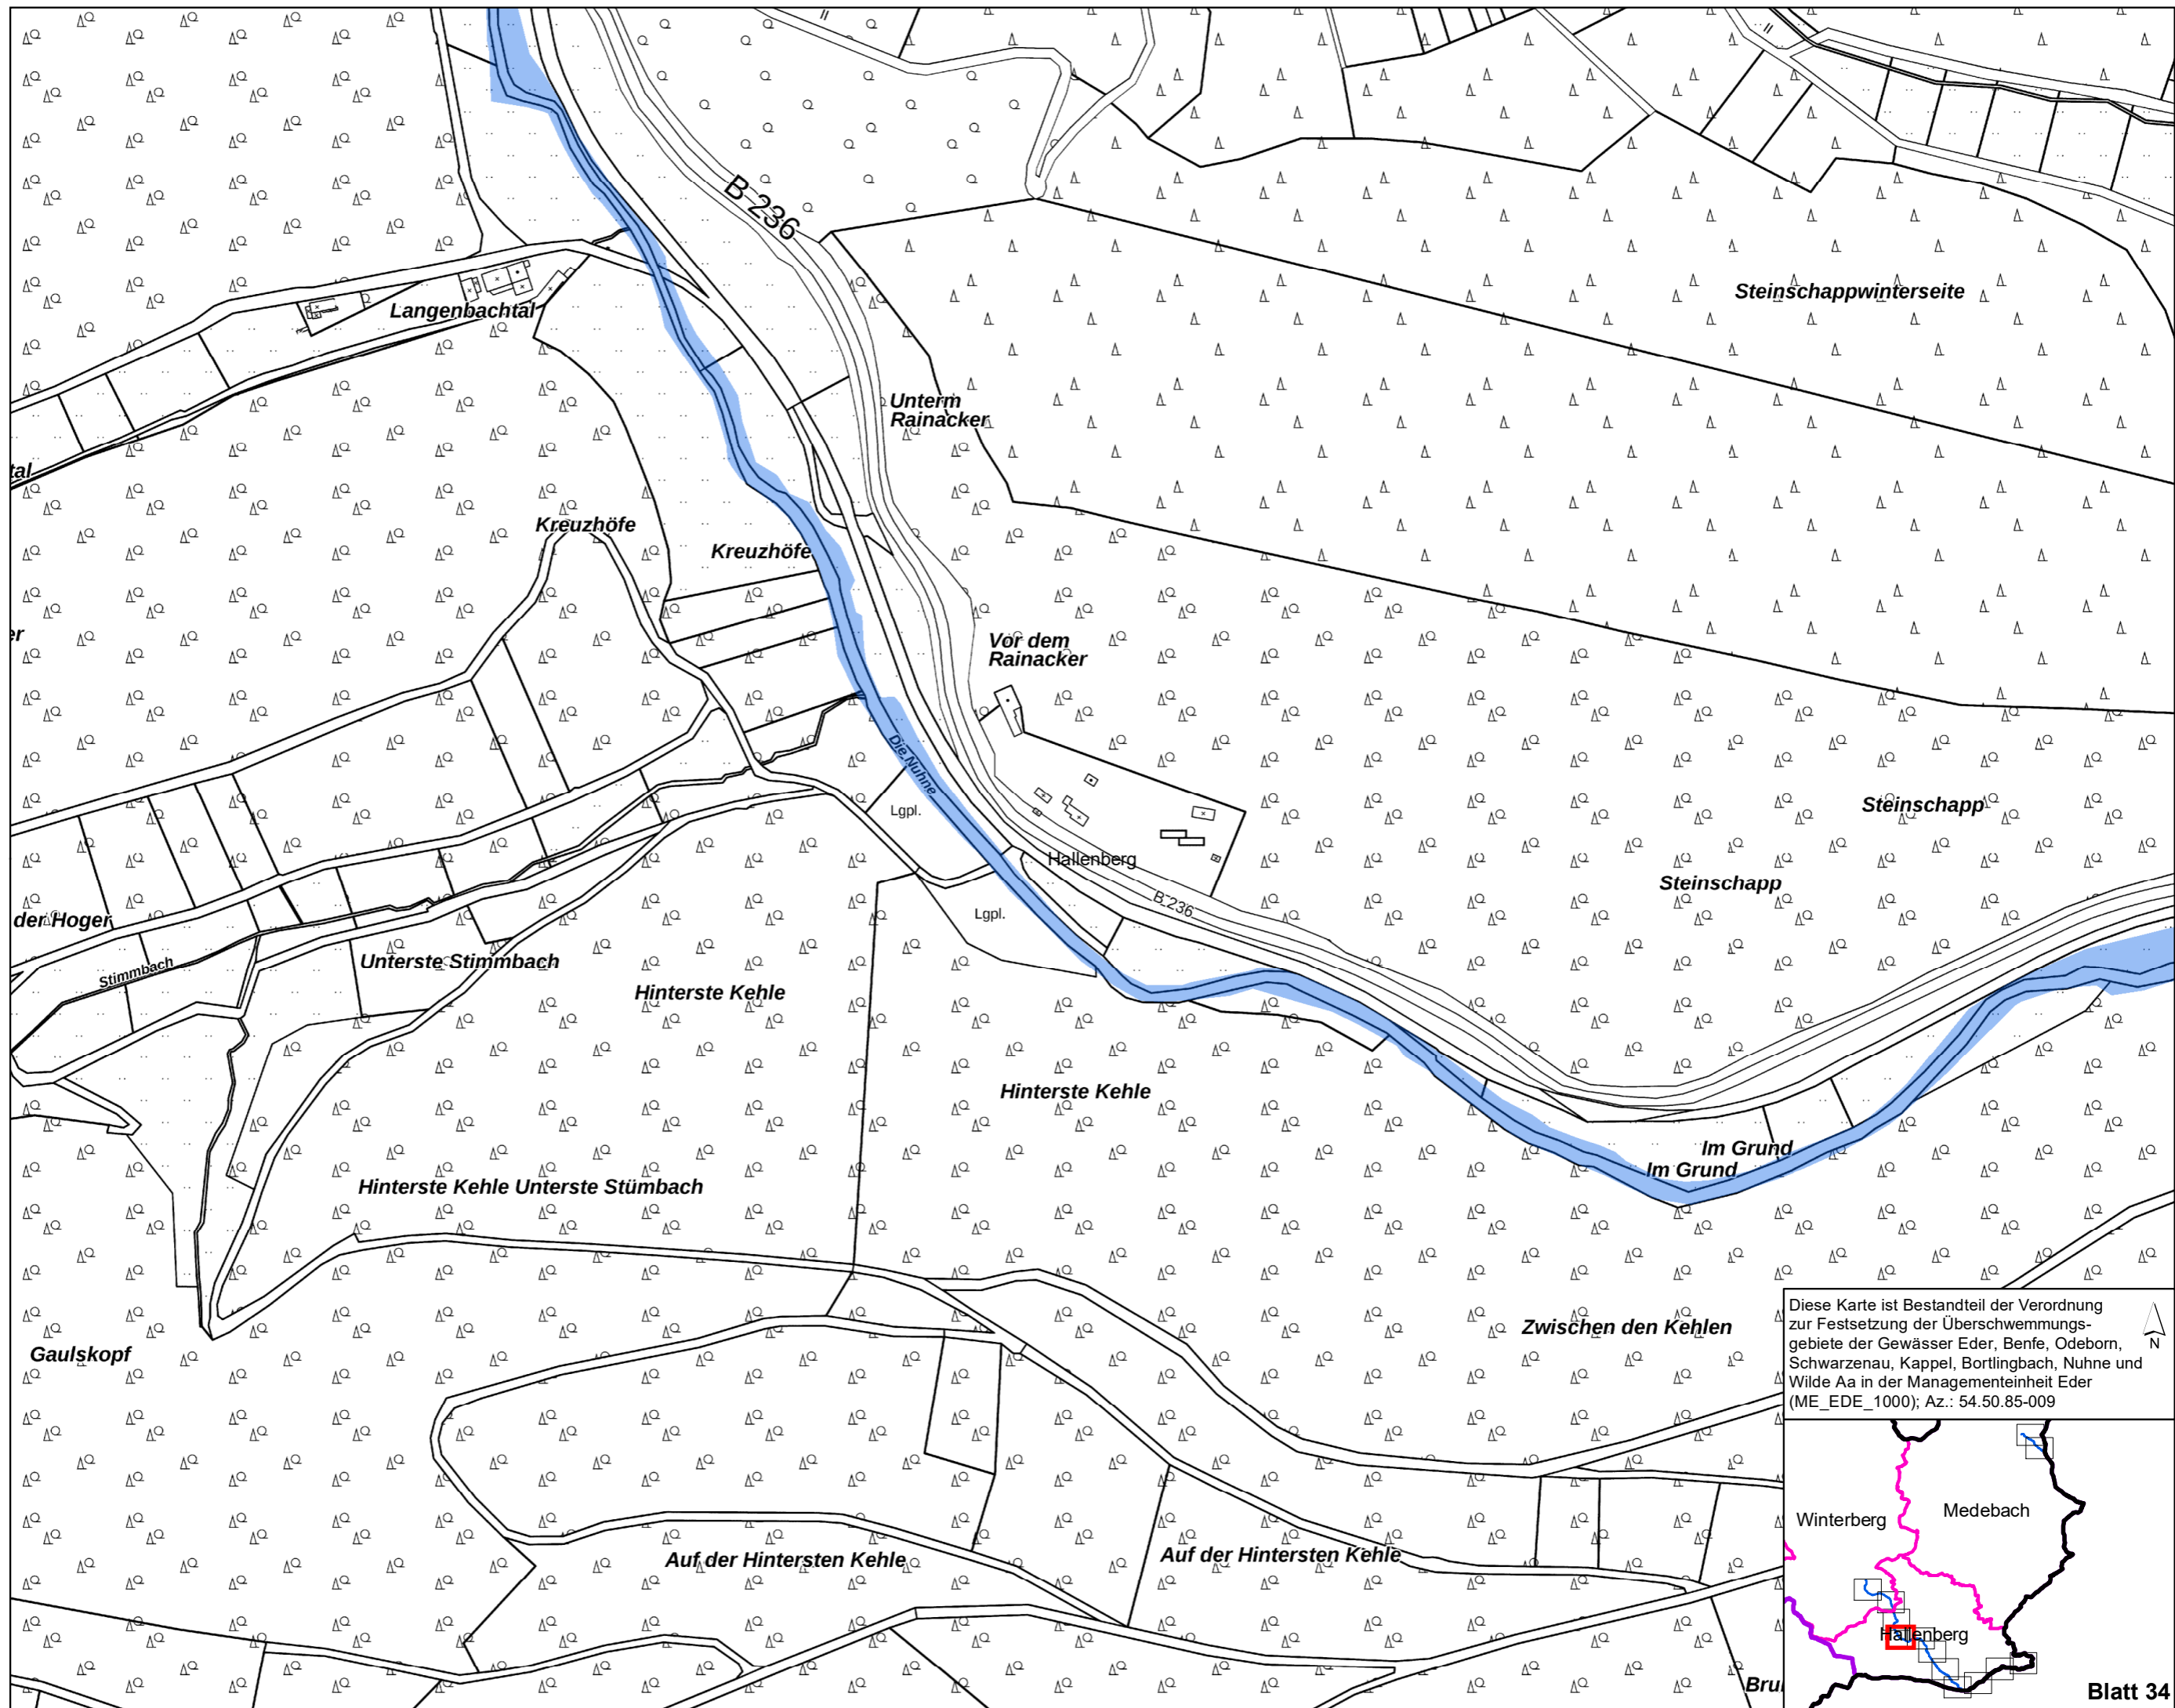 B 236
Steinschappwinterseite
Langenbachtal
Unterm
Rainacker
tal
Kreuzhöfe
Kreuzhöfe
er
Vor dem
Rainacker
Die Nuhne
Lgpl.
Steinschapp
Hallenberg
Steinschapp
B 236
Lgpl.
der Hoger
Stimmbach
Unterste Stimmbach
Hinterste Kehle
Hinterste Kehle
Im Grund
Im Grund
Hinterste Kehle Unterste Stümbach
Zwischen den Kehlen
Gaulskopf
Diese Karte ist Bestandteil der Verordnung
zur Festsetzung der Überschwemmungs-
gebiete der Gewässer Eder, Benfe, Odeborn,
Schwarzenau, Kappel, Bortlingbach, Nuhne und
Wilde Aa in der Managementeinheit Eder
(ME_EDE_1000); Az.: 54.50.85-009
N
Winterberg
Medebach
Auf der Hintersten Kehle
Auf der Hintersten Kehle
Hallenberg
Bru
Blatt 34